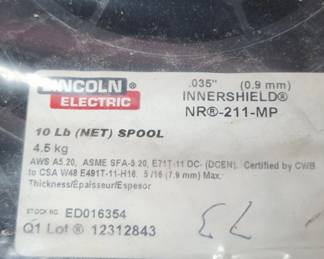 LINCOLN ®
ELECTRIC
.035" (0.9 mm)
INNERSHIELD®
NR®-211-MP
10 Lb (NET) SPOOL
4.5 kg
AWS A5.20, ASME SFA-5.20, E71T-11 DC- (DCEN). Certified by CWB
to CSA W48 E491T-11-H16. 5/16 (7.9 mm) Max.
Thickness/Épaisseur/Espesor
STOCK NO. ED016354
Q1 Lot ® 12312843
73